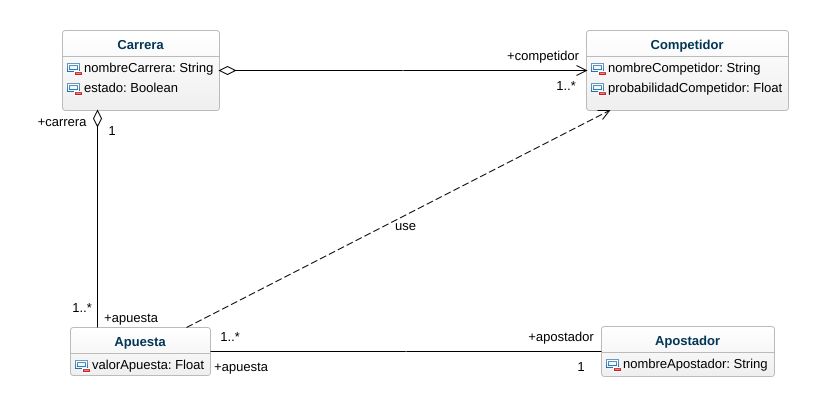 Carrera
nombreCarrera: String
estado: Boolean
+competidor
1..*
Competidor
nombreCompetidor: String
probabilidadCompetidor: Float
+carrera
1
use
1..*
+apuesta
Apuesta
valorApuesta: Float
1..*
+apuesta
+apostador
1
Apostador
nombreApostador: String